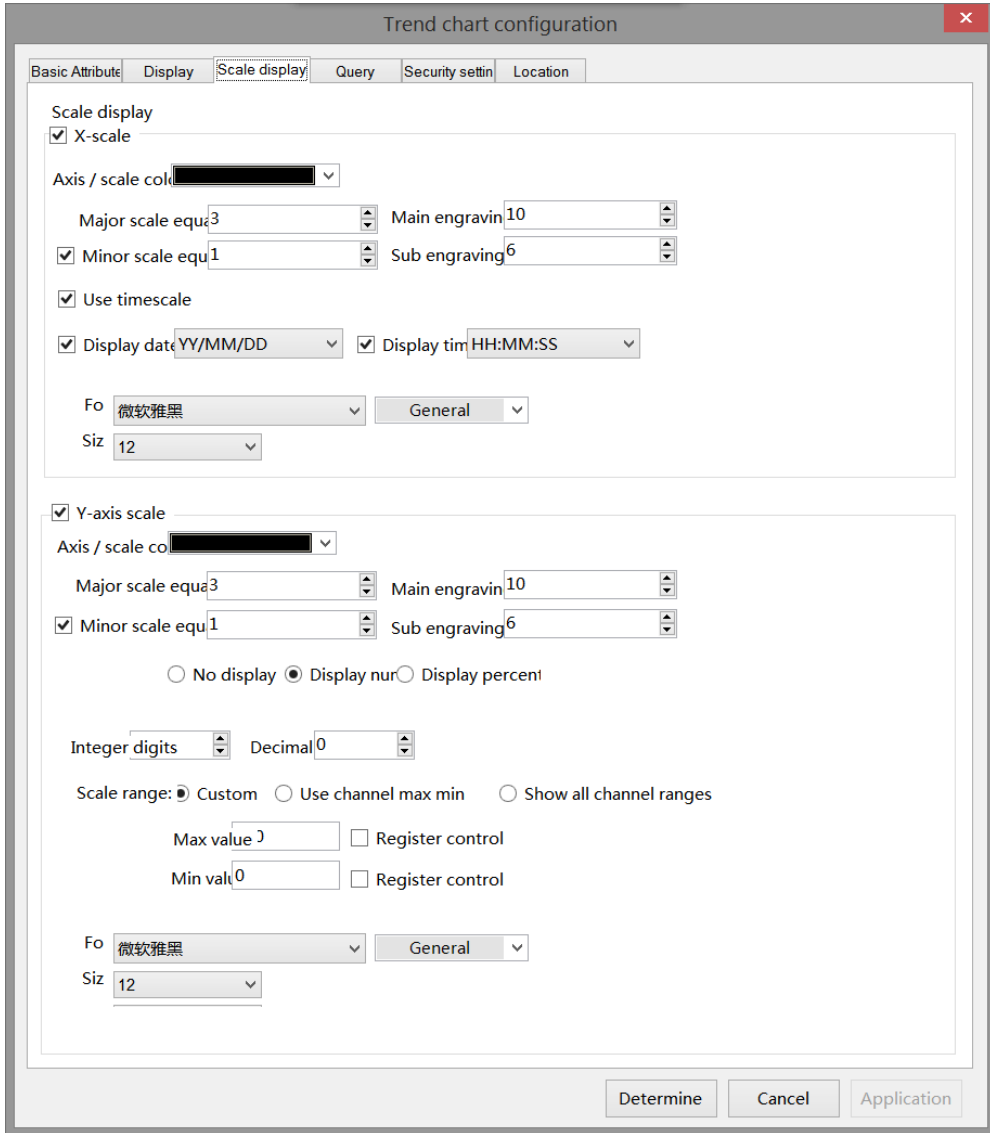 Trend chart configuration
Basic Attribute Display Scale display Query Security settin Location
Scale display
X-scale
Axis / scale colo
Major scale equa 3 Main engravin 10
Minor scale equ 1 Sub engraving 6
Use timescale
Display date YY/MM/DD Display tim HH:MM:SS
Fo 微软雅黑 General
Siz 12
Y-axis scale
Axis / scale co
Major scale equa 3 Main engravin 10
Minor scale equa 1 Sub engraving 6
No display Display nur Display percent
Integer digits Decimal 0
Scale range: Custom Use channel max min Show all channel ranges
Max value 0 Register control
Min valu 0 Register control
Fo 微软雅黑 General
Siz 12
Determine Cancel Application